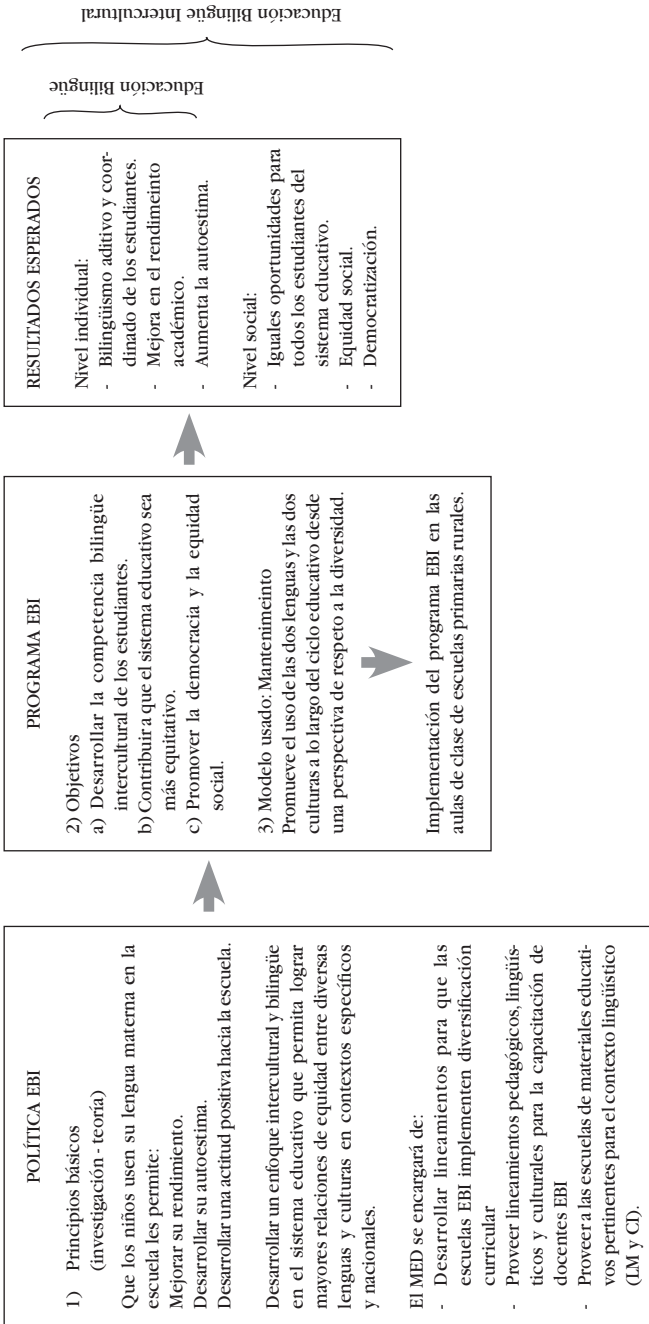 POLÍTICA EBI
1) Principios básicos
(investigación - teoría)
Que los niños usen su lengua materna en la
escuela les permite:
Mejorar su rendimiento.
Desarrollar su autoestima.
Desarrollar una actitud positiva hacia la escuela.
Desarrollar un enfoque intercultural y bilingüe
en el sistema educativo que permita lograr
mayores relaciones de equidad entre diversas
lenguas y culturas en contextos específicos
y nacionales.
El MED se encargará de:
- Desarrollar lineamientos para que las
escuelas EBI implementen diversificación
curricular
- Proveer lineamientos pedagógicos, lingüís-
ticos y culturales para la capacitación de
docentes EBI
- Proveer a las escuelas de materiales educati-
vos pertinentes para el contexto lingüístico
(LM y CD).
PROGRAMA EBI
2) Objetivos
a) Desarrollar la competencia bilingüe
intercultural de los estudiantes.
b) Contribuir a que el sistema educativo sea
más equitativo.
c) Promover la democracia y la equidad
social.
3) Modelo usado: Mantenimeinto
Promueve el uso de las dos lenguas y las dos
culturas a lo largo del ciclo educativo desde
una perspectiva de respeto a la diversidad.
Implementación del programa EBI en las
aulas de clase de escuelas primarias rurales.
RESULTADOS ESPERADOS
Nivel individual:
- Bilingüismo aditivo y coor-
dinado de los estudiantes.
- Mejora en el rendimeinto
académico.
- Aumenta la autoestima.
Nivel social:
- Iguales oportunidades para
todos los estudiantes del
sistema educativo.
- Equidad social.
- Democratización.
Educación Bilingüe
Educación Bilingüe Intercultural